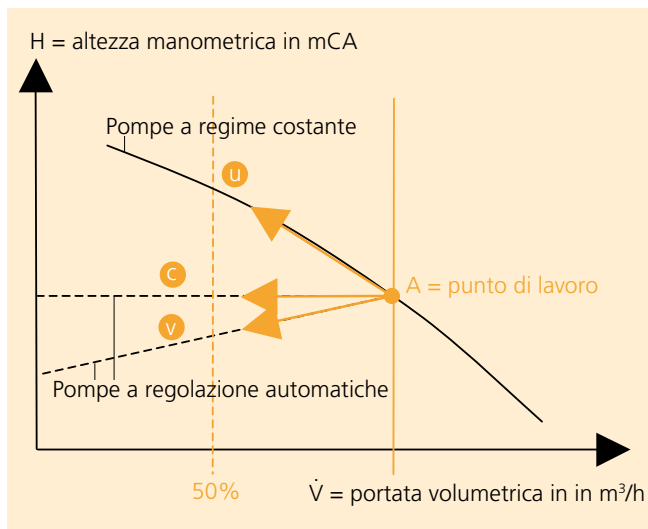 H = altezza manometrica in mCA
Pompe a regime costante
u
c
A = punto di lavoro
v
Pompe a regolazione automatiche
50%
V̇ = portata volumetrica in in m³/h